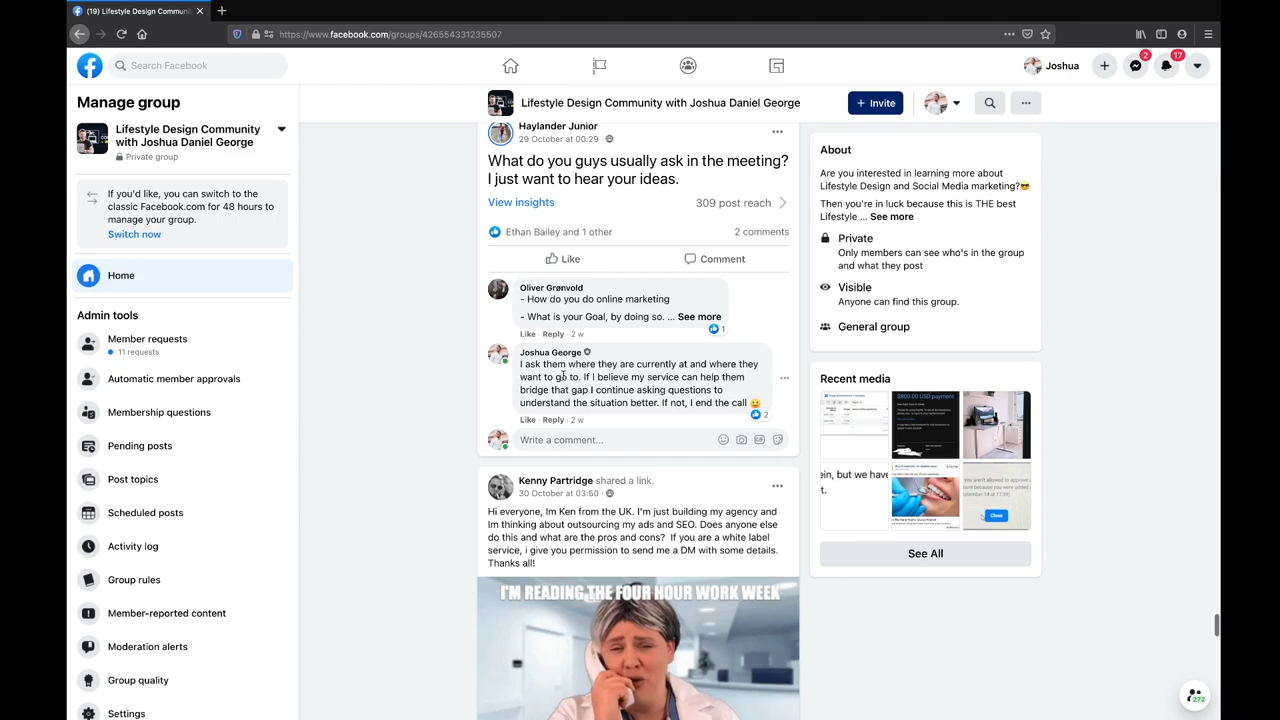 (19) Lifestyle Design Communit
https://www.facebook.com/groups/426554331235507
Search Facebook
Joshua
2
17
Manage group
Lifestyle Design Community
with Joshua Daniel George
Private group
If you'd like, you can switch to the
classic Facebook.com for 48 hours to
manage your group.
Switch now
Home
Admin tools
Member requests
11 requests
Automatic member approvals
Membership questions
Pending posts
Post topics
Scheduled posts
Activity log
Group rules
Member-reported content
Moderation alerts
Group quality
Settings
Lifestyle Design Community with Joshua Daniel George
+ Invite
Haylander Junior
29 October at 00:29
What do you guys usually ask in the meeting?
I just want to hear your ideas.
View insights
309 post reach
Ethan Bailey and 1 other
2 comments
Like
Comment
Oliver Grønvold
- How do you do online marketing
- What is your Goal, by doing so. ... See more
1
Like · Reply · 2 w
Joshua George
I ask them where they are currently at and where they
want to go to. If I believe my service can help them
bridge that gap I continue asking questions to
understand the situation better. If not, I end the call
2
Like · Reply · 2 w
Write a comment...
Kenny Partridge shared a link.
30 October at 03:50
Hi everyone, Im Ken from the UK. I'm just building my agency and
Im thinking about outsourcing my ads and SEO. Does anyone else
do this and what are the pros and cons? If you are a white label
service, i give you permission to send me a DM with some details.
Thanks all!
I'M READING THE FOUR HOUR WORK WEEK
About
Are you interested in learning more about
Lifestyle Design and Social Media marketing?
Then you're in luck because this is THE best
Lifestyle ... See more
Private
Only members can see who's in the group
and what they post
Visible
Anyone can find this group.
General group
Recent media
$800.00 USD payment
ein, but we have
t.
Close
See All
272